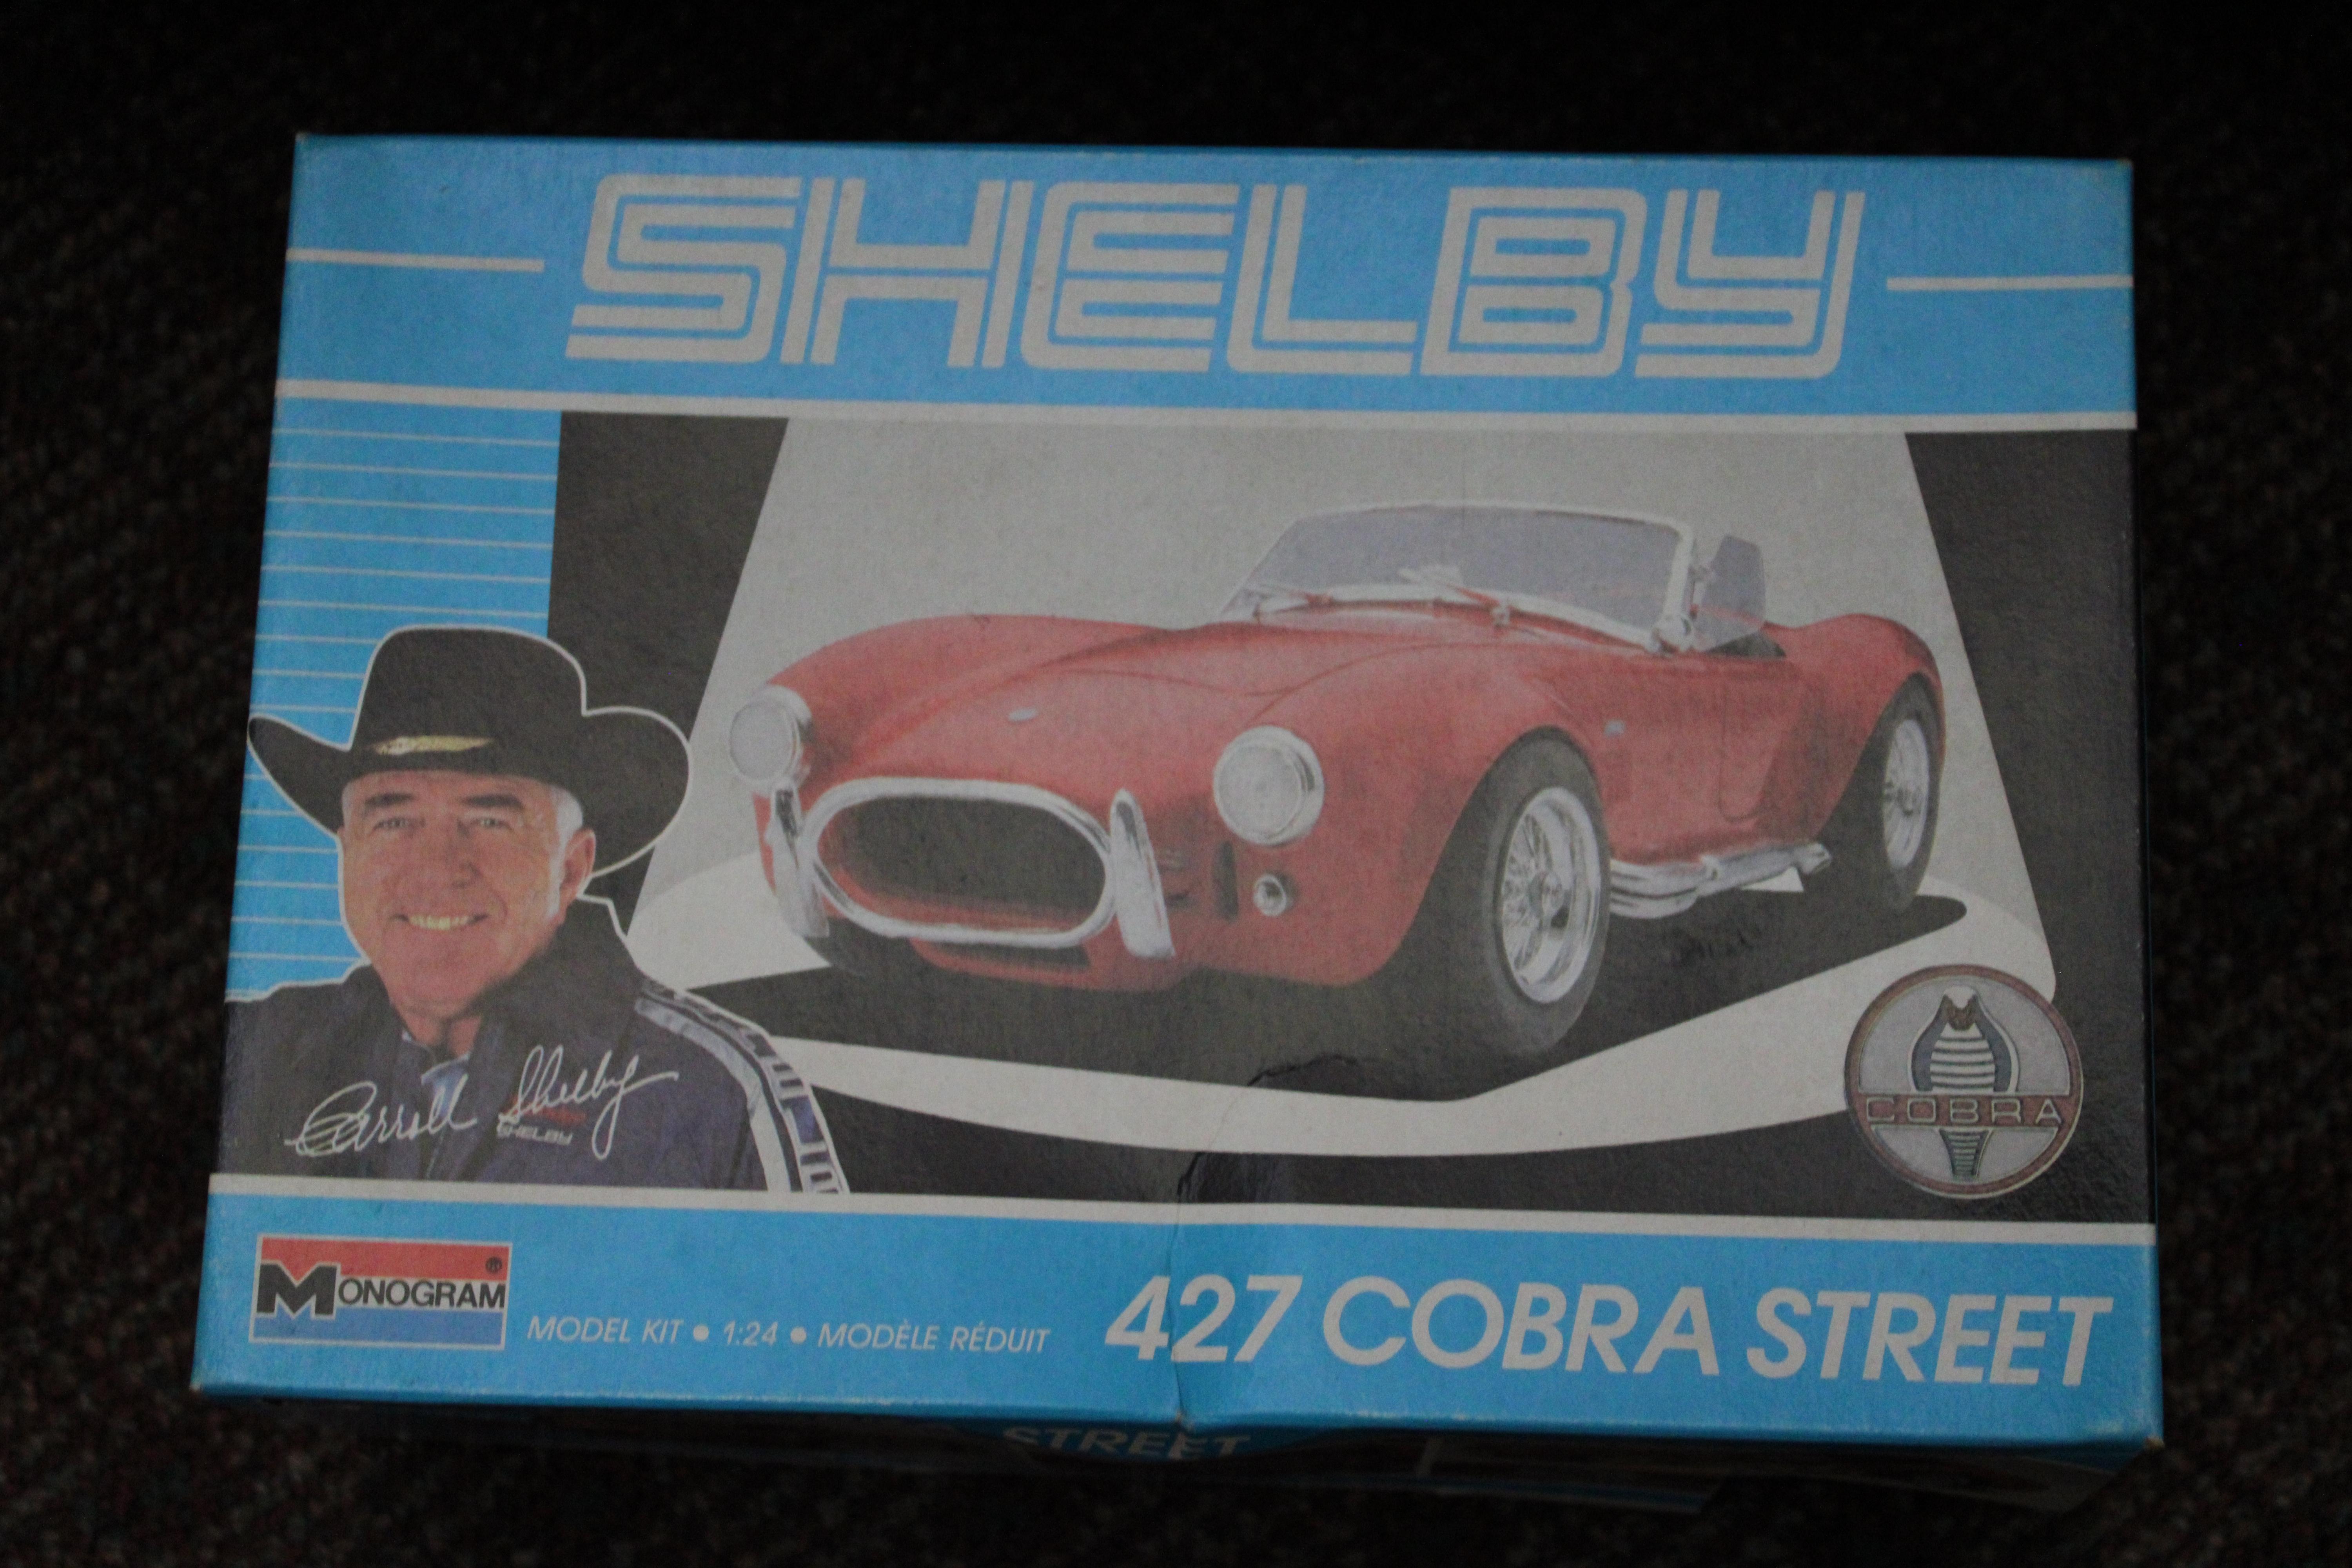 SHELBY
Carroll Shelby
SHELBY
COBRA
MONOGRAM®
MODEL KIT • 1:24 • MODÈLE RÉDUIT
427 COBRA STREET
STREET